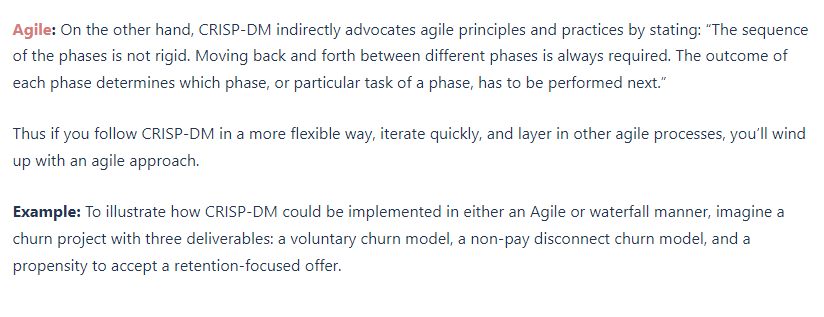 Agile: On the other hand, CRISP-DM indirectly advocates agile principles and practices by stating: “The sequence
of the phases is not rigid. Moving back and forth between different phases is always required. The outcome of
each phase determines which phase, or particular task of a phase, has to be performed next.”
Thus if you follow CRISP-DM in a more flexible way, iterate quickly, and layer in other agile processes, you’ll wind
up with an agile approach.
Example: To illustrate how CRISP-DM could be implemented in either an Agile or waterfall manner, imagine a
churn project with three deliverables: a voluntary churn model, a non-pay disconnect churn model, and a
propensity to accept a retention-focused offer.